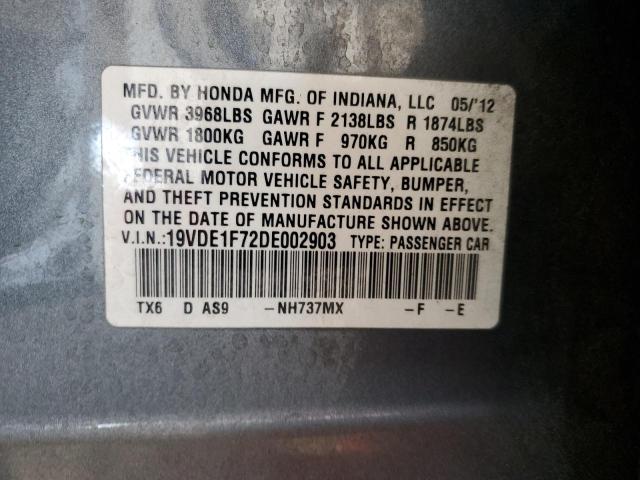 MFD. BY HONDA MFG. OF INDIANA, LLC 05/'12
GVWR 3968LBS GAWR F 2138LBS R 1874LBS
GVWR 1800KG GAWR F 970KG R 850KG
THIS VEHICLE CONFORMS TO ALL APPLICABLE
FEDERAL MOTOR VEHICLE SAFETY, BUMPER,
AND THEFT PREVENTION STANDARDS IN EFFECT
ON THE DATE OF MANUFACTURE SHOWN ABOVE.
V.I.N.:19VDE1F72DE002903 TYPE: PASSENGER CAR
TX6 D AS9 -NH737MX -F -E